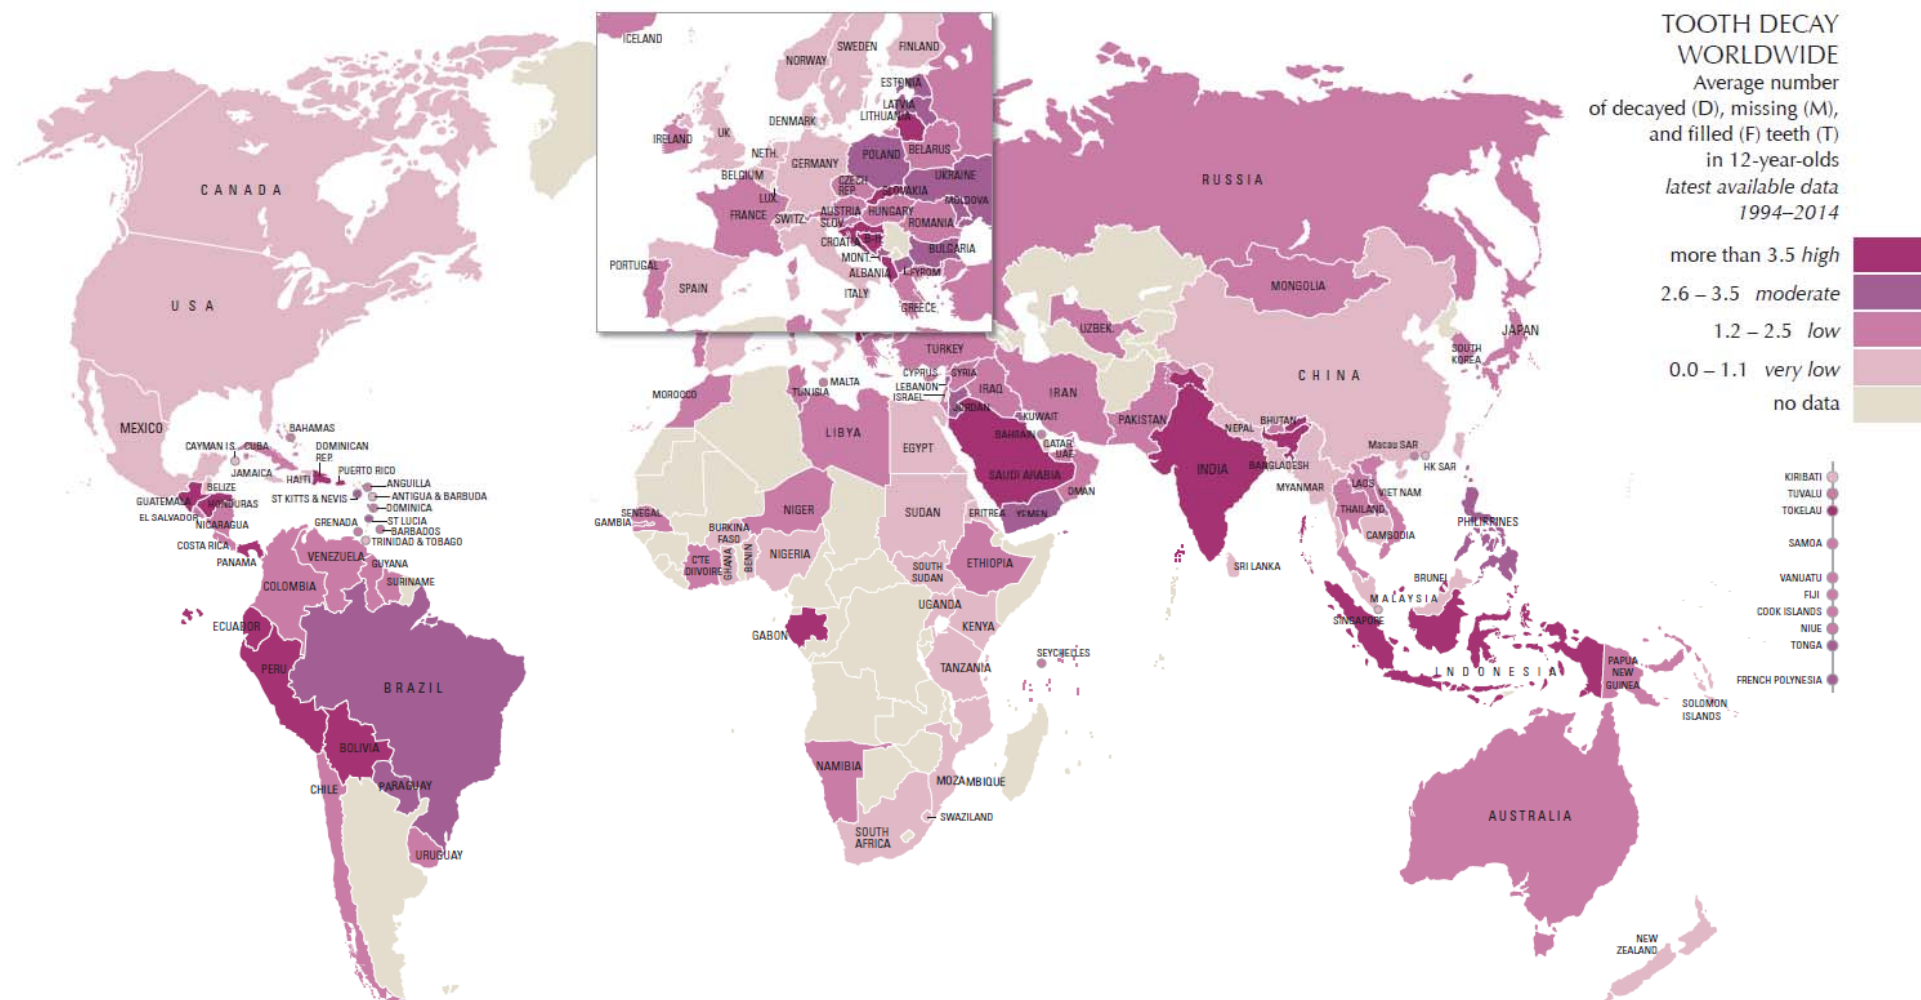 TOOTH DECAY
WORLDWIDE
Average number
of decayed (D), missing (M),
and filled (F) teeth (T)
in 12-year-olds
latest available data
1994–2014
more than 3.5 high
2.6 – 3.5 moderate
1.2 – 2.5 low
0.0 – 1.1 very low
no data
ICELAND
SWEDEN
FINLAND
NORWAY
ESTONIA
LATVIA
LITHUANIA
DENMARK
IRELAND
UK
NETH.
BELARUS
POLAND
GERMANY
BELGIUM
LUX.
CZECH
REP.
UKRAINE
SLOVAKIA
MOLDOVA
FRANCE
SWITZ.
AUSTRIA
HUNGARY
SLOV.
ROMANIA
CROATIA
B-H
BULGARIA
MONT.
ALBANIA
FYROM
PORTUGAL
SPAIN
ITALY
GREECE
CANADA
USA
MEXICO
BAHAMAS
CAYMAN IS.
CUBA
DOMINICAN
REP.
JAMAICA
HAITI
PUERTO RICO
BELIZE
ANGUILLA
GUATEMALA
HONDURAS
ST KITTS & NEVIS
ANTIGUA & BARBUDA
DOMINICA
EL SALVADOR
NICARAGUA
GRENADA
ST LUCIA
BARBADOS
TRINIDAD & TOBAGO
COSTA RICA
PANAMA
VENEZUELA
GUYANA
SURINAME
COLOMBIA
ECUADOR
PERU
BRAZIL
BOLIVIA
PARAGUAY
CHILE
URUGUAY
RUSSIA
MONGOLIA
UZBEK.
JAPAN
SOUTH
KOREA
CHINA
TURKEY
CYPRUS
SYRIA
LEBANON
ISRAEL
IRAQ
IRAN
JORDAN
KUWAIT
BAHRAIN
QATAR
UAE
PAKISTAN
NEPAL
BHUTAN
Macau SAR
HK SAR
SAUDI ARABIA
OMAN
YEMEN
INDIA
BANGLADESH
MYANMAR
LAOS
VIET NAM
THAILAND
CAMBODIA
PHILIPPINES
SRI LANKA
BRUNEI
MALAYSIA
SINGAPORE
INDONESIA
PAPUA
NEW
GUINEA
SOLOMON
ISLANDS
AUSTRALIA
NEW
ZEALAND
MOROCCO
TUNISIA
MALTA
LIBYA
EGYPT
SENEGAL
GAMBIA
NIGER
SUDAN
ERITREA
BURKINA
FASO
C'TE
DIIVOIRE
GHANA
BENIN
NIGERIA
SOUTH
SUDAN
ETHIOPIA
UGANDA
KENYA
GABON
TANZANIA
SEYCHELLES
NAMIBIA
MOZAMBIQUE
SWAZILAND
SOUTH
AFRICA
KIRIBATI
TUVALU
TOKELAU
SAMOA
VANUATU
FIJI
COOK ISLANDS
NIUE
TONGA
FRENCH POLYNESIA